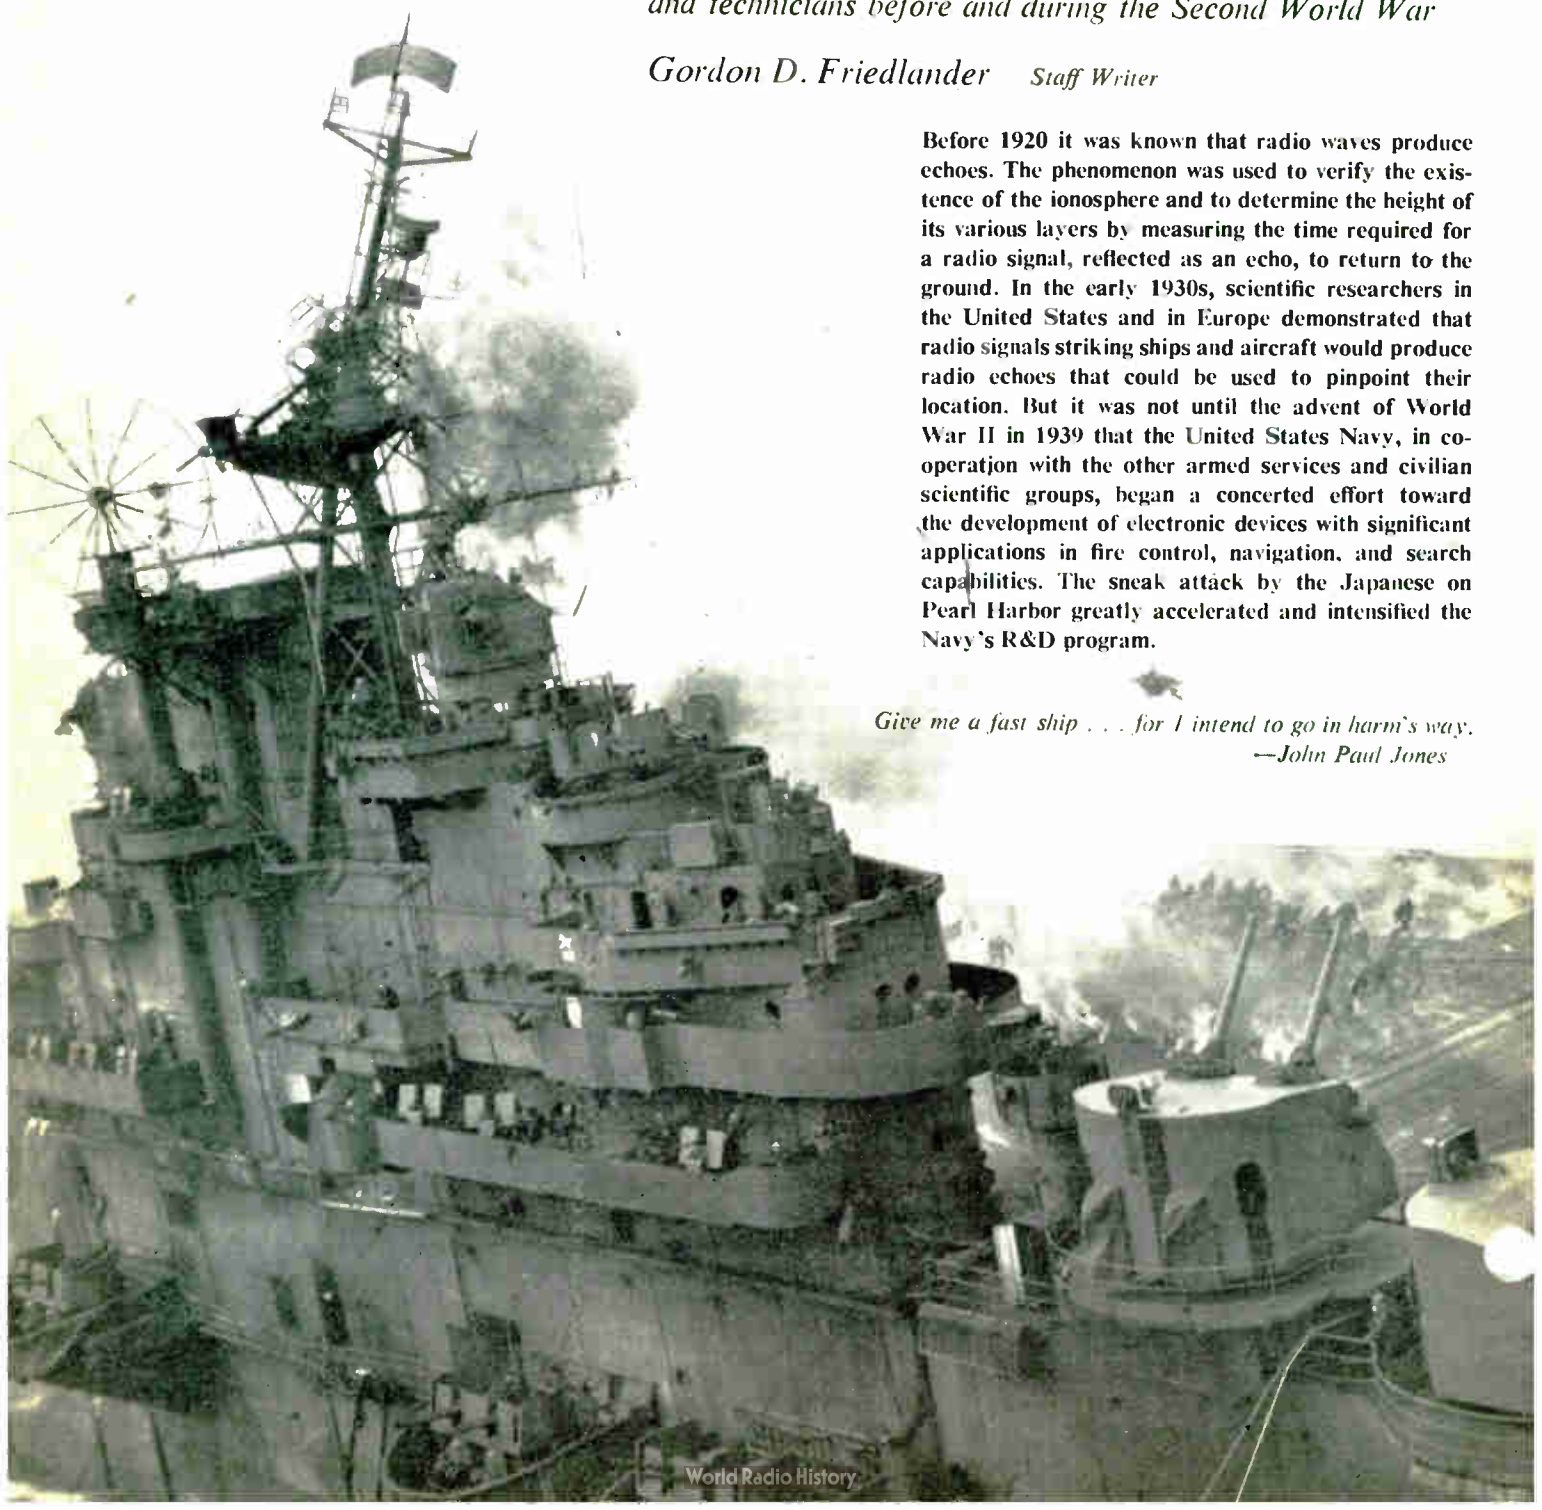 and technicians before and during the Second World War
Gordon D. Friedlander Staff Writer
Before 1920 it was known that radio waves produce
echoes. The phenomenon was used to verify the exis-
tence of the ionosphere and to determine the height of
its various layers by measuring the time required for
a radio signal, reflected as an echo, to return to the
ground. In the early 1930s, scientific researchers in
the United States and in Europe demonstrated that
radio signals striking ships and aircraft would produce
radio echoes that could be used to pinpoint their
location. But it was not until the advent of World
War II in 1939 that the United States Navy, in co-
operation with the other armed services and civilian
scientific groups, began a concerted effort toward
the development of electronic devices with significant
applications in fire control, navigation, and search
capabilities. The sneak attack by the Japanese on
Pearl Harbor greatly accelerated and intensified the
Navy's R&D program.
Give me a fast ship . . . for I intend to go in harm's way.
—John Paul Jones
World Radio History